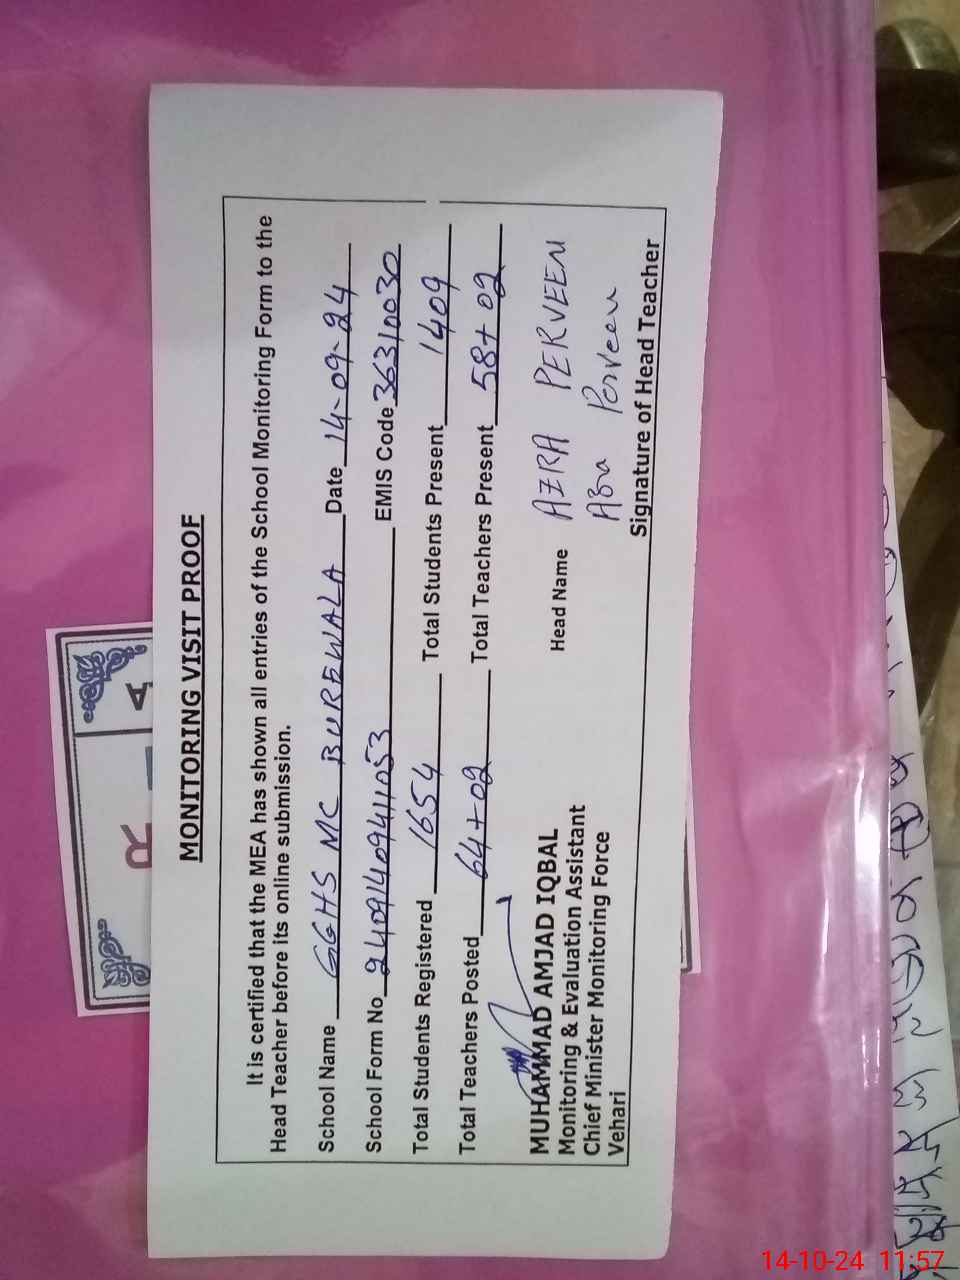 MONITORING VISIT PROOF
It is certified that the MEA has shown all entries of the School Monitoring Form to the
Head Teacher before its online submission.
School Name GGHS MC BUREWALA Date 14-09-24
School Form No 24091409411053 EMIS Code 36310030
Total Students Registered 1654 Total Students Present 1409
Total Teachers Posted 64+02 Total Teachers Present 58+02
MUHAMMAD AMJAD IQBAL
Monitoring & Evaluation Assistant
Chief Minister Monitoring Force
Vehari
Head Name AZRA PERVEEN
Azra Perveen
Signature of Head Teacher
R
A
14-10-24 11:57